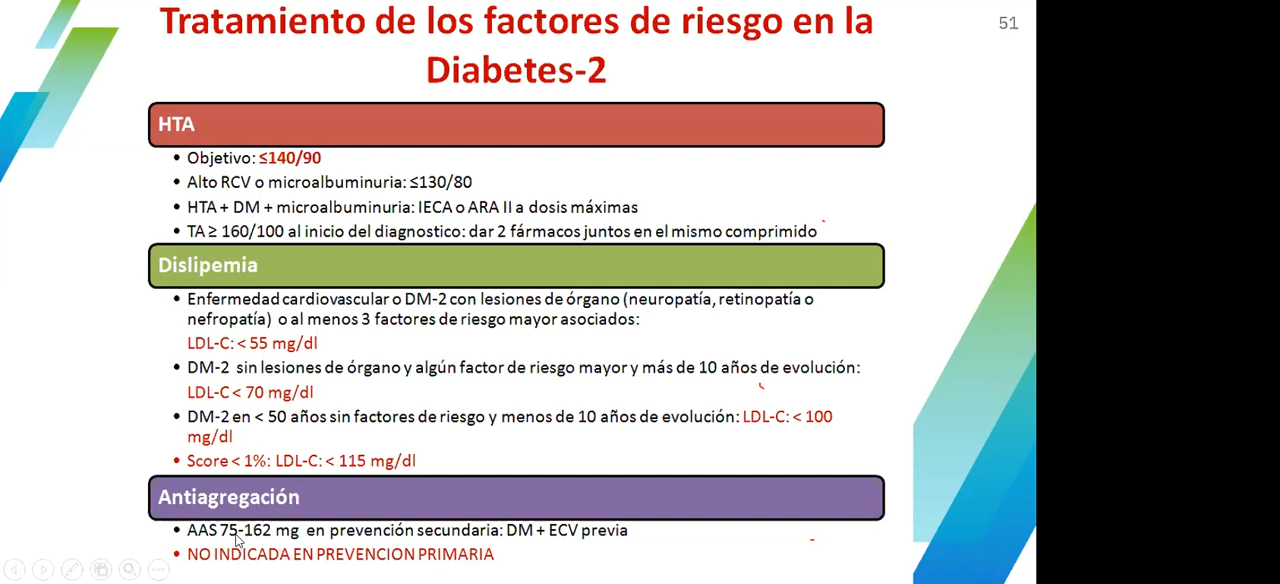 Tratamiento de los factores de riesgo en la
Diabetes-2
51
HTA
• Objetivo: ≤140/90
• Alto RCV o microalbuminuria: ≤130/80
• HTA + DM + microalbuminuria: IECA o ARA II a dosis máximas
• TA ≥ 160/100 al inicio del diagnostico: dar 2 fármacos juntos en el mismo comprimido
Dislipemia
• Enfermedad cardiovascular o DM-2 con lesiones de órgano (neuropatía, retinopatía o
nefropatía) o al menos 3 factores de riesgo mayor asociados:
LDL-C: < 55 mg/dl
• DM-2 sin lesiones de órgano y algún factor de riesgo mayor y más de 10 años de evolución:
LDL-C < 70 mg/dl
• DM-2 en < 50 años sin factores de riesgo y menos de 10 años de evolución: LDL-C: < 100
mg/dl
• Score < 1%: LDL-C: < 115 mg/dl
Antiagregación
• AAS 75-162 mg en prevención secundaria: DM + ECV previa
• NO INDICADA EN PREVENCION PRIMARIA